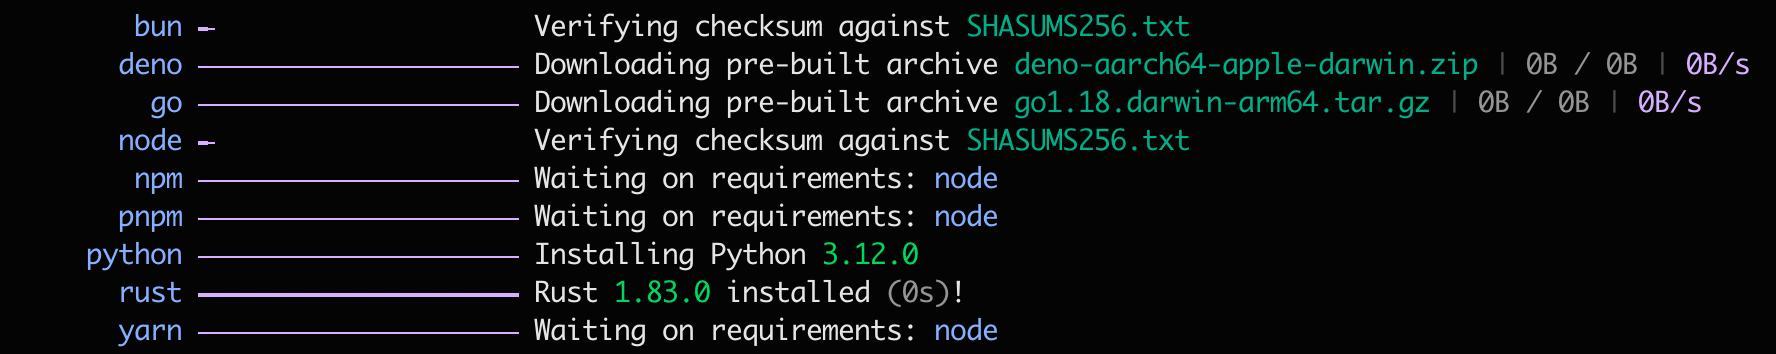 bun Verifying checksum against SHASUMS256.txt
deno Downloading pre-built archive deno-aarch64-apple-darwin.zip | 0B / 0B | 0B/s
go Downloading pre-built archive go1.18.darwin-arm64.tar.gz | 0B / 0B | 0B/s
node Verifying checksum against SHASUMS256.txt
npm Waiting on requirements: node
pnpm Waiting on requirements: node
python Installing Python 3.12.0
rust Rust 1.83.0 installed (0s)!
yarn Waiting on requirements: node